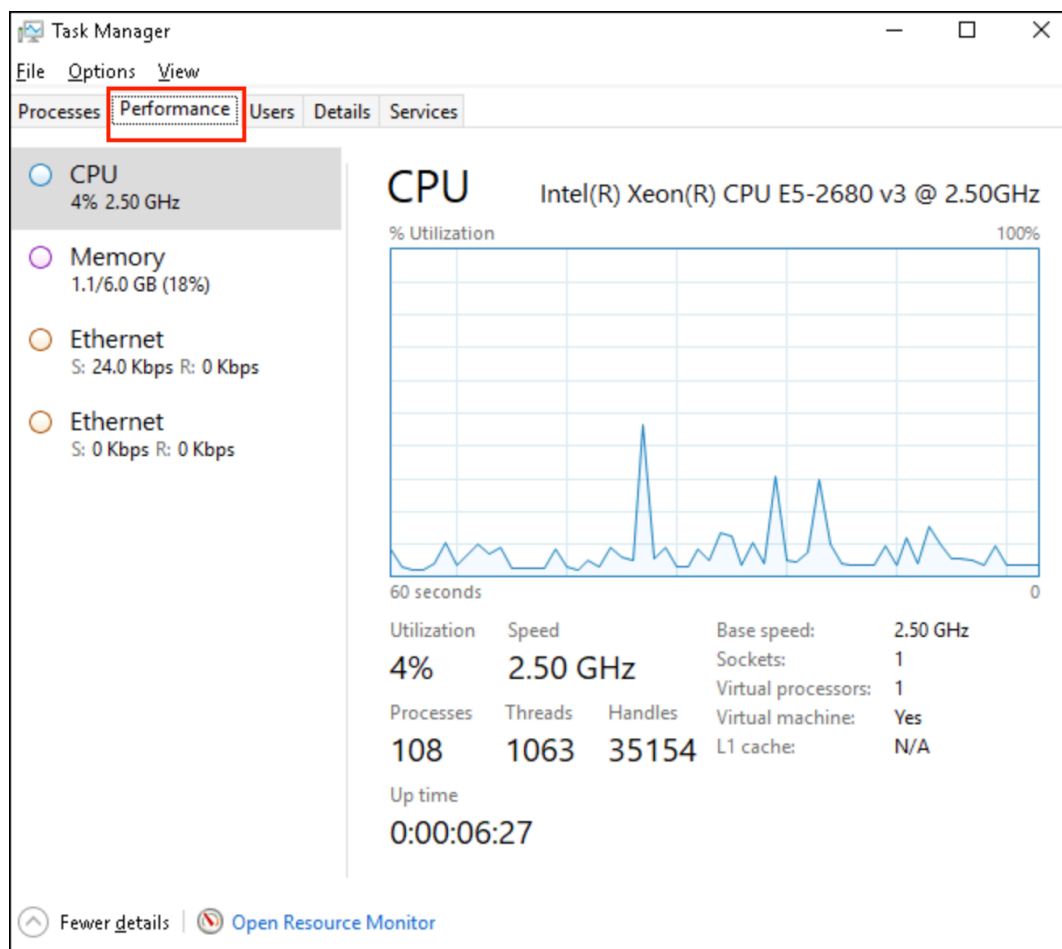 Task Manager
File Options View
Processes Performance Users Details Services
CPU
4% 2.50 GHz
Memory
1.1/6.0 GB (18%)
Ethernet
S: 24.0 Kbps R: 0 Kbps
Ethernet
S: 0 Kbps R: 0 Kbps
CPU Intel(R) Xeon(R) CPU E5-2680 v3 @ 2.50GHz
% Utilization 100%
60 seconds 0
Utilization Speed
4% 2.50 GHz
Processes Threads Handles
108 1063 35154
Up time
0:00:06:27
Base speed: 2.50 GHz
Sockets: 1
Virtual processors: 1
Virtual machine: Yes
L1 cache: N/A
Fewer details Open Resource Monitor